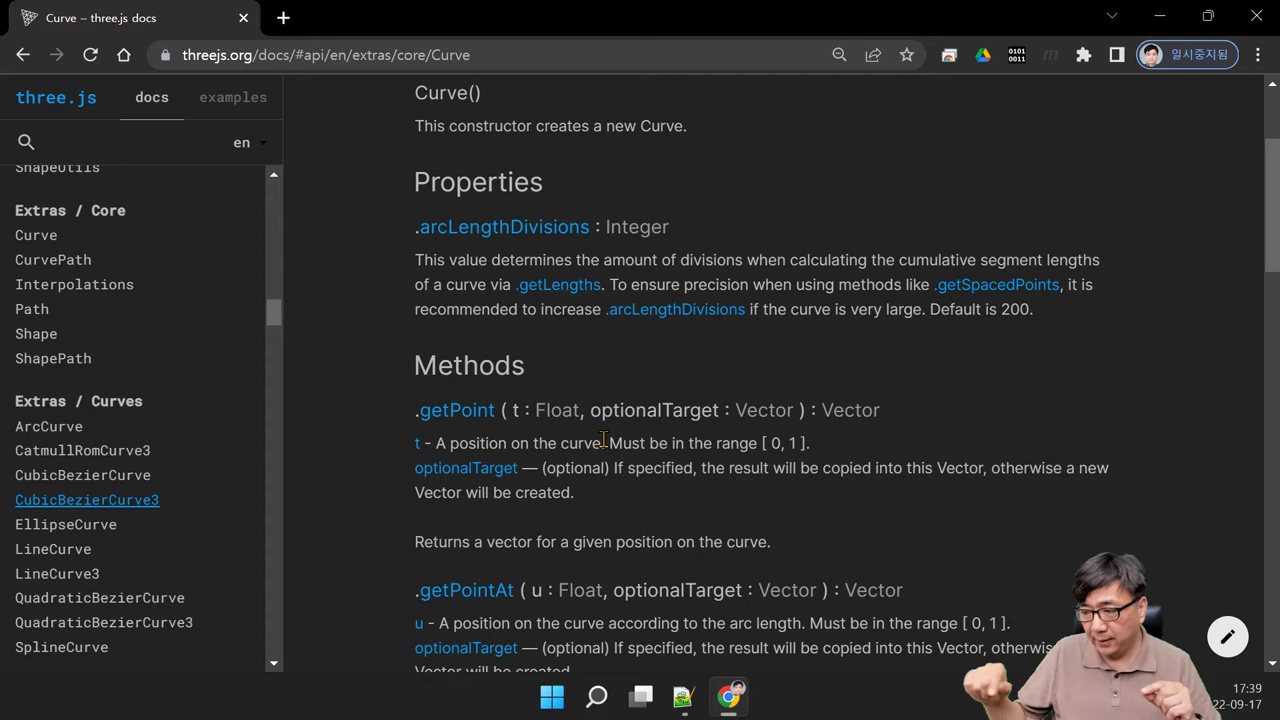 Curve – three.js docs
threejs.org/docs/#api/en/extras/core/Curve
0101
0011
m
일시중지됨
three.js
docs
examples
en
ShapeUtils
Extras / Core
Curve
CurvePath
Interpolations
Path
Shape
ShapePath
Extras / Curves
ArcCurve
CatmullRomCurve3
CubicBezierCurve
CubicBezierCurve3
EllipseCurve
LineCurve
LineCurve3
QuadraticBezierCurve
QuadraticBezierCurve3
SplineCurve
Curve()
This constructor creates a new Curve.
Properties
.arcLengthDivisions : Integer
This value determines the amount of divisions when calculating the cumulative segment lengths
of a curve via .getLengths. To ensure precision when using methods like .getSpacedPoints, it is
recommended to increase .arcLengthDivisions if the curve is very large. Default is 200.
Methods
.getPoint ( t : Float, optionalTarget : Vector ) : Vector
t - A position on the curve. Must be in the range [ 0, 1 ].
optionalTarget — (optional) If specified, the result will be copied into this Vector, otherwise a new
Vector will be created.
Returns a vector for a given position on the curve.
.getPointAt ( u : Float, optionalTarget : Vector ) : Vector
u - A position on the curve according to the arc length. Must be in the range [ 0, 1 ].
optionalTarget — (optional) If specified, the result will be copied into this Vector, otherwise
Vector will be created.
17:39
22-09-17